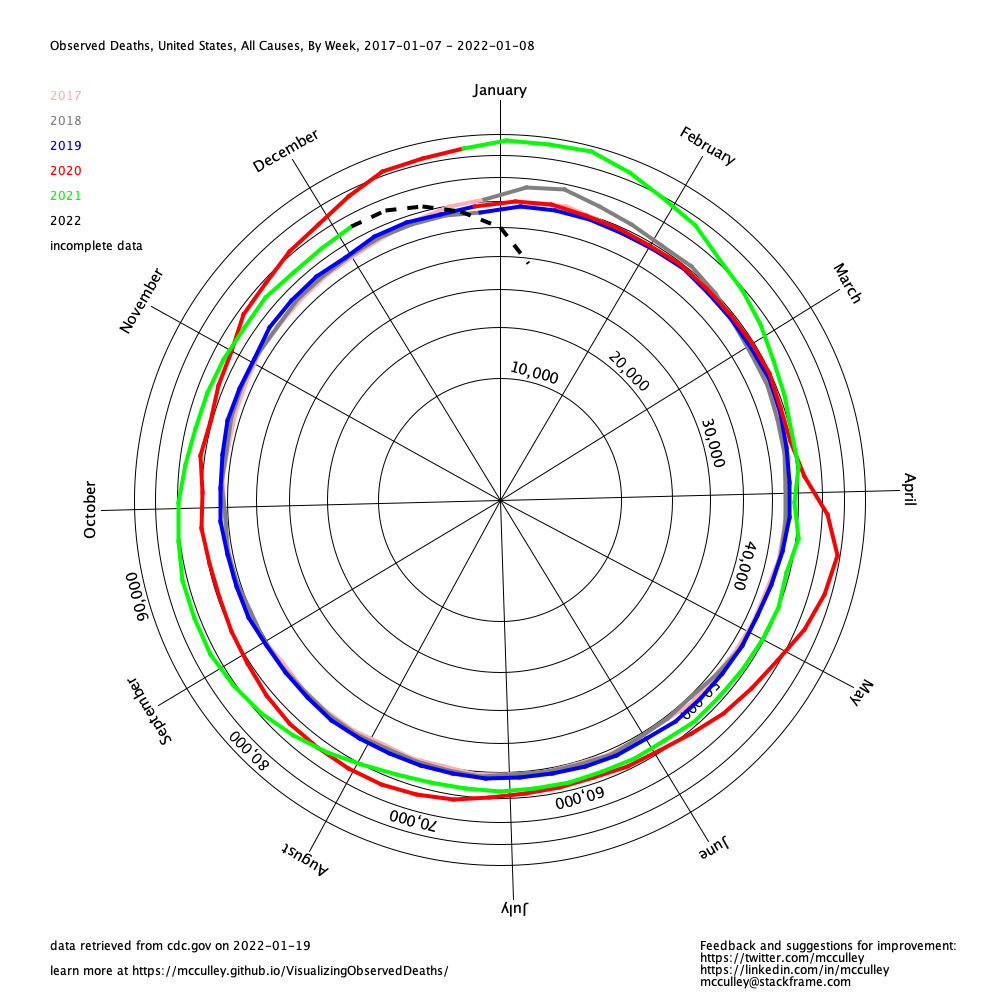 Observed Deaths, United States, All Causes, By Week, 2017-01-07 - 2022-01-08
2017
2018
2019
2020
2021
2022
incomplete data
January
February
March
April
May
June
July
August
September
October
November
December
10,000
20,000
30,000
40,000
50,000
60,000
70,000
80,000
90,000
data retrieved from cdc.gov on 2022-01-19
learn more at https://mcculley.github.io/VisualizingObservedDeaths/
Feedback and suggestions for improvement:
https://twitter.com/mcculley
https://linkedin.com/in/mcculley
mcculley@stackframe.com